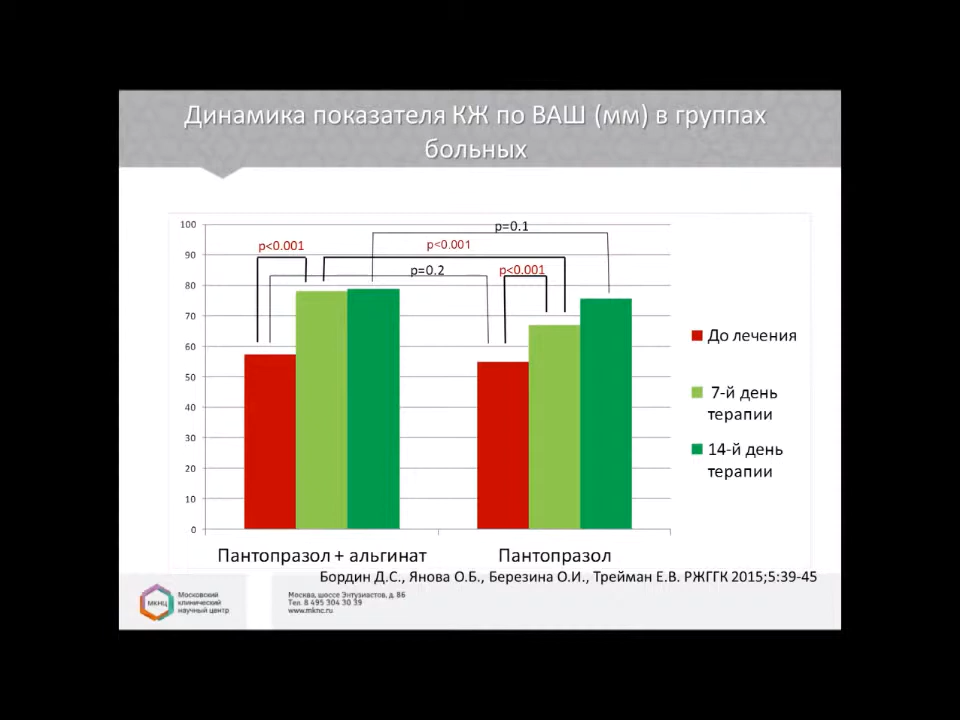 Динамика показателя КЖ по ВАШ (мм) в группах
больных
100
90
80
70
60
50
40
30
20
10
0
p=0.1
p<0.001
p<0.001
p=0.2
p<0.001
До лечения
7-й день
терапии
14-й день
терапии
Пантопразол + альгинат
Пантопразол
Бордин Д.С., Янова О.Б., Березина О.И., Трейман Е.В. РЖГГК 2015;5:39-45
МКНЦ
Московский
клинический
научный центр
Москва, шоссе Энтузиастов, д. 86
Тел. 8 495 304 30 39
www.mknc.ru